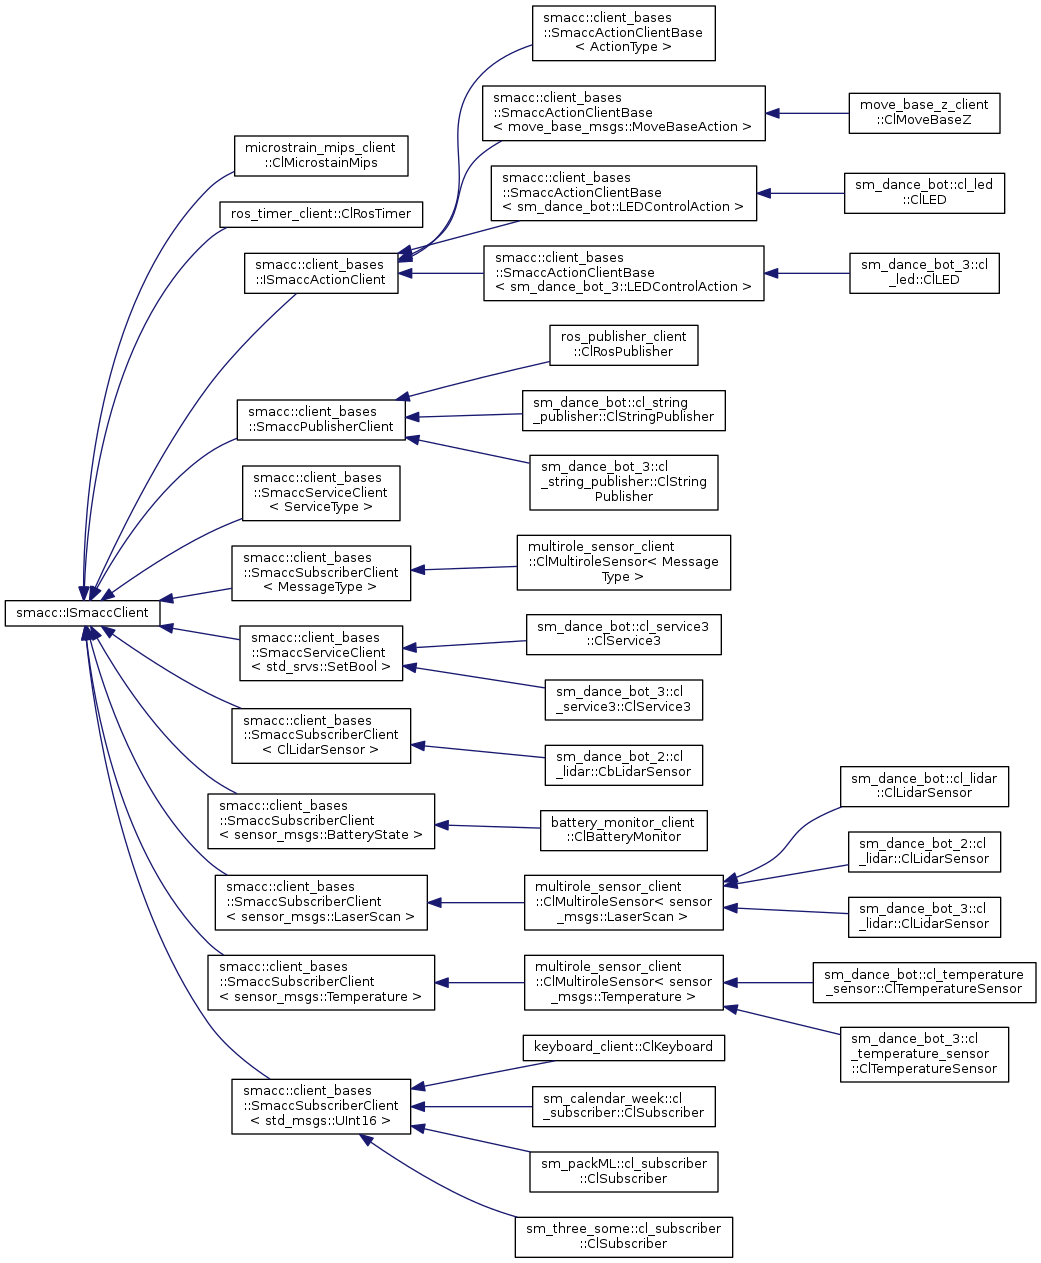 smacc::client_bases
::SmaccActionClientBase
< ActionType >
smacc::client_bases
::SmaccActionClientBase
< move_base_msgs::MoveBaseAction >
move_base_z_client
::ClMoveBaseZ
microstrain_mips_client
::ClMicrostainMips
smacc::client_bases
::SmaccActionClientBase
< sm_dance_bot::LEDControlAction >
sm_dance_bot::cl_led
::ClLED
ros_timer_client::ClRosTimer
smacc::client_bases
::ISmaccActionClient
smacc::client_bases
::SmaccActionClientBase
< sm_dance_bot_3::LEDControlAction >
sm_dance_bot_3::cl
_led::ClLED
ros_publisher_client
::ClRosPublisher
smacc::client_bases
::SmaccPublisherClient
sm_dance_bot::cl_string
_publisher::ClStringPublisher
sm_dance_bot_3::cl
_string_publisher::ClString
Publisher
smacc::client_bases
::SmaccServiceClient
< ServiceType >
smacc::client_bases
::SmaccSubscriberClient
< MessageType >
multirole_sensor_client
::ClMultiroleSensor< Message
Type >
smacc::ISmaccClient
smacc::client_bases
::SmaccServiceClient
< std_srvs::SetBool >
sm_dance_bot::cl_service3
::ClService3
sm_dance_bot_3::cl
_service3::ClService3
smacc::client_bases
::SmaccSubscriberClient
< ClLidarSensor >
sm_dance_bot_2::cl
_lidar::CbLidarSensor
smacc::client_bases
::SmaccSubscriberClient
< sensor_msgs::BatteryState >
battery_monitor_client
::ClBatteryMonitor
sm_dance_bot::cl_lidar
::ClLidarSensor
sm_dance_bot_2::cl
_lidar::ClLidarSensor
smacc::client_bases
::SmaccSubscriberClient
< sensor_msgs::LaserScan >
multirole_sensor_client
::ClMultiroleSensor< sensor
_msgs::LaserScan >
sm_dance_bot_3::cl
_lidar::ClLidarSensor
smacc::client_bases
::SmaccSubscriberClient
< sensor_msgs::Temperature >
multirole_sensor_client
::ClMultiroleSensor< sensor
_msgs::Temperature >
sm_dance_bot::cl_temperature
_sensor::ClTemperatureSensor
sm_dance_bot_3::cl
_temperature_sensor
::ClTemperatureSensor
keyboard_client::ClKeyboard
smacc::client_bases
::SmaccSubscriberClient
< std_msgs::UInt16 >
sm_calendar_week::cl
_subscriber::ClSubscriber
sm_packML::cl_subscriber
::ClSubscriber
sm_three_some::cl_subscriber
::ClSubscriber